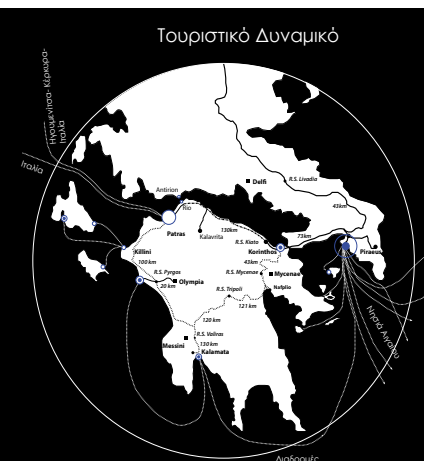 Τουριστικό Δυναμικό
Ηγουμενίτσα- Κέρκυρα-
Ιταλία
Ιταλία
Antirion
Rio
Patras
Delfi
R.S. Livadia
43km
73km
Piraeus
130km
Kalavrita
R.S. Kiato
Korinthos
43km
Killini
100 km
R.S. Pyrgos
Olympia
20 km
R.S. Mycenae
Mycenae
Nafplio
R.S. Tripoli
121 km
120 km
R.S. Valiras
Messini
130 km
Kalamata
Νησιά Αιγαίου
Διαδρομές